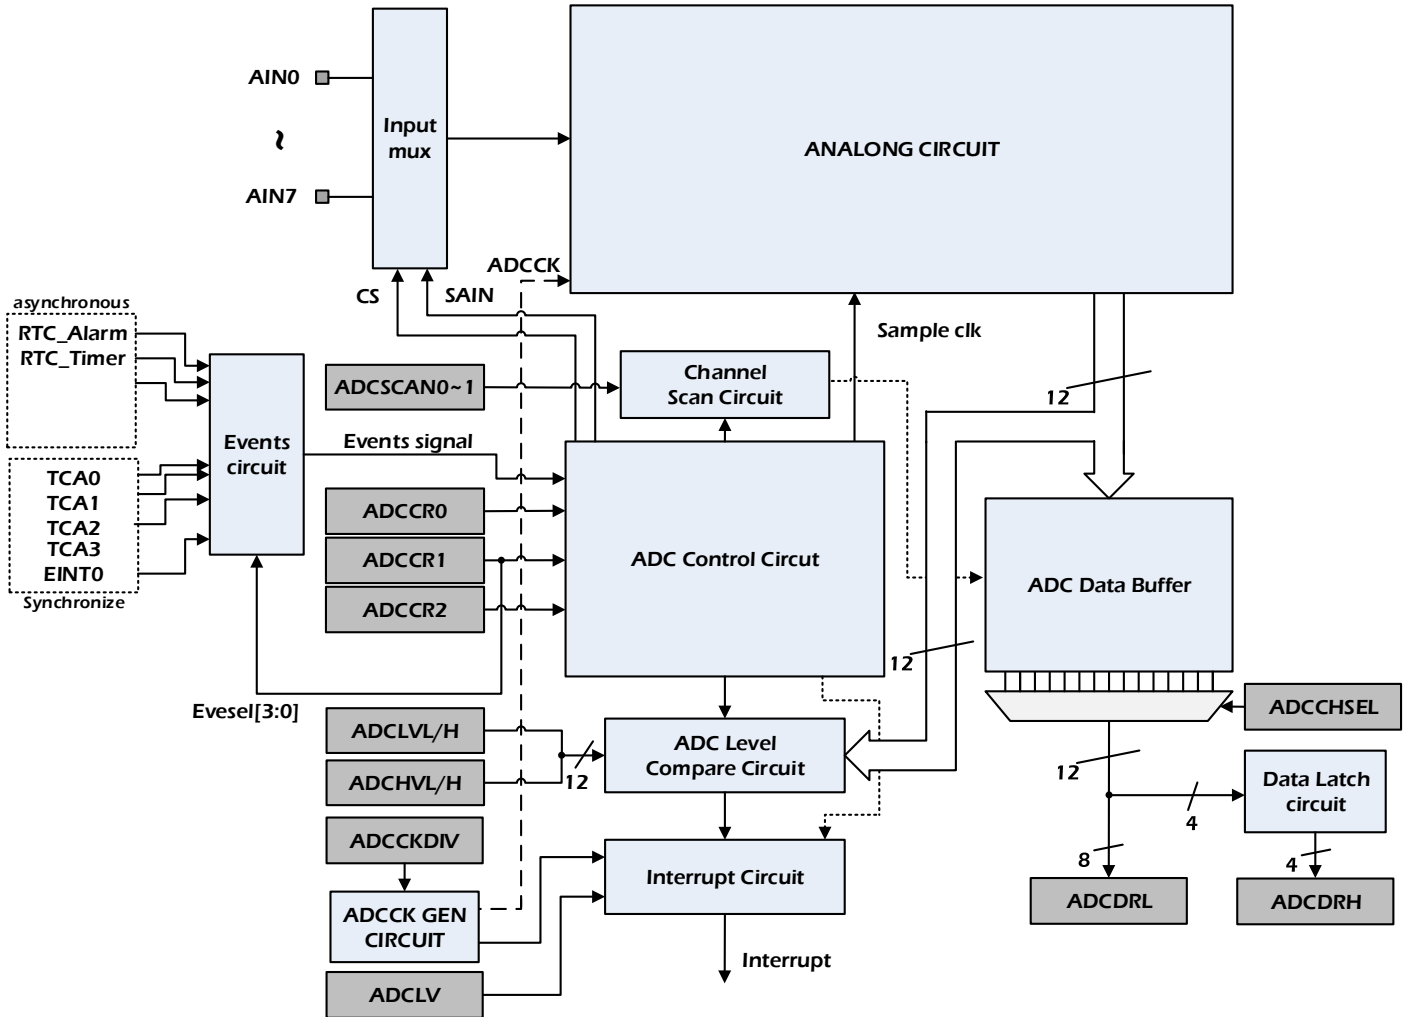 AIN0
~
AIN7
Input
mux
ANALONG CIRCUIT
ADCCK
CS
SAIN
Sample clk
asynchronous
RTC_Alarm
RTC_Timer
TCA0
TCA1
TCA2
TCA3
EINT0
Synchronize
Events
circuit
Events signal
Evesel[3:0]
ADCSCAN0~1
Channel
Scan Circuit
ADCCR0
ADCCR1
ADCCR2
ADC Control Circut
12
12
ADC Data Buffer
ADCCHSEL
ADCLVL/H
ADCHVL/H
12
ADC Level
Compare Circuit
12
4
Data Latch
circuit
8
4
ADCDRL
ADCDRH
ADCCKDIV
ADCCK GEN
CIRCUIT
ADCLV
Interrupt Circuit
Interrupt